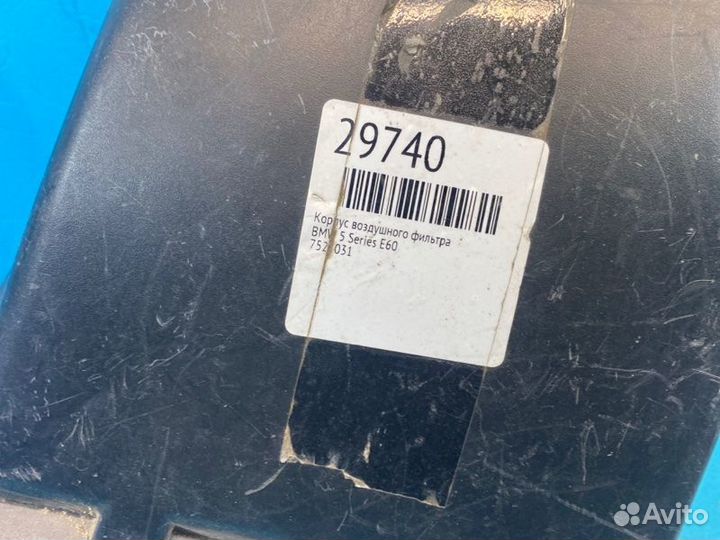 29740
Корпус воздушного фильтра
BMW 5 Series E60
Avito